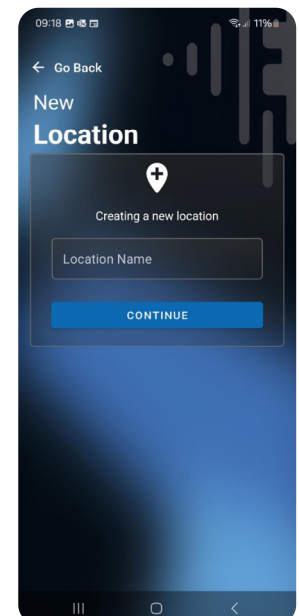 09:18 11%
Go Back
New
Location
Creating a new location
Location Name
CONTINUE